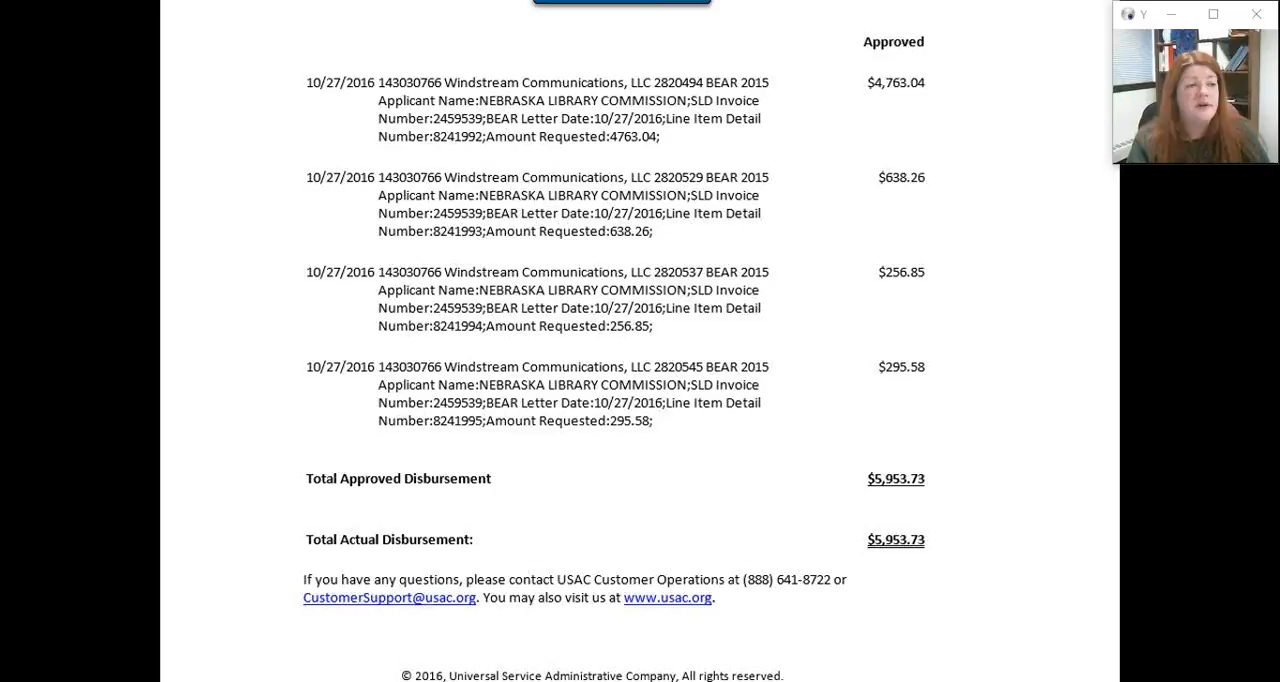 Y
Approved
10/27/2016 143030766 Windstream Communications, LLC 2820494 BEAR 2015 $4,763.04
Applicant Name:NEBRASKA LIBRARY COMMISSION;SLD Invoice
Number:2459539;BEAR Letter Date:10/27/2016;Line Item Detail
Number:8241992;Amount Requested:4763.04;
10/27/2016 143030766 Windstream Communications, LLC 2820529 BEAR 2015 $638.26
Applicant Name:NEBRASKA LIBRARY COMMISSION;SLD Invoice
Number:2459539;BEAR Letter Date:10/27/2016;Line Item Detail
Number:8241993;Amount Requested:638.26;
10/27/2016 143030766 Windstream Communications, LLC 2820537 BEAR 2015 $256.85
Applicant Name:NEBRASKA LIBRARY COMMISSION;SLD Invoice
Number:2459539;BEAR Letter Date:10/27/2016;Line Item Detail
Number:8241994;Amount Requested:256.85;
10/27/2016 143030766 Windstream Communications, LLC 2820545 BEAR 2015 $295.58
Applicant Name:NEBRASKA LIBRARY COMMISSION;SLD Invoice
Number:2459539;BEAR Letter Date:10/27/2016;Line Item Detail
Number:8241995;Amount Requested:295.58;
Total Approved Disbursement $5,953.73
Total Actual Disbursement: $5,953.73
If you have any questions, please contact USAC Customer Operations at (888) 641-8722 or
CustomerSupport@usac.org. You may also visit us at www.usac.org.
© 2016, Universal Service Administrative Company, All rights reserved.